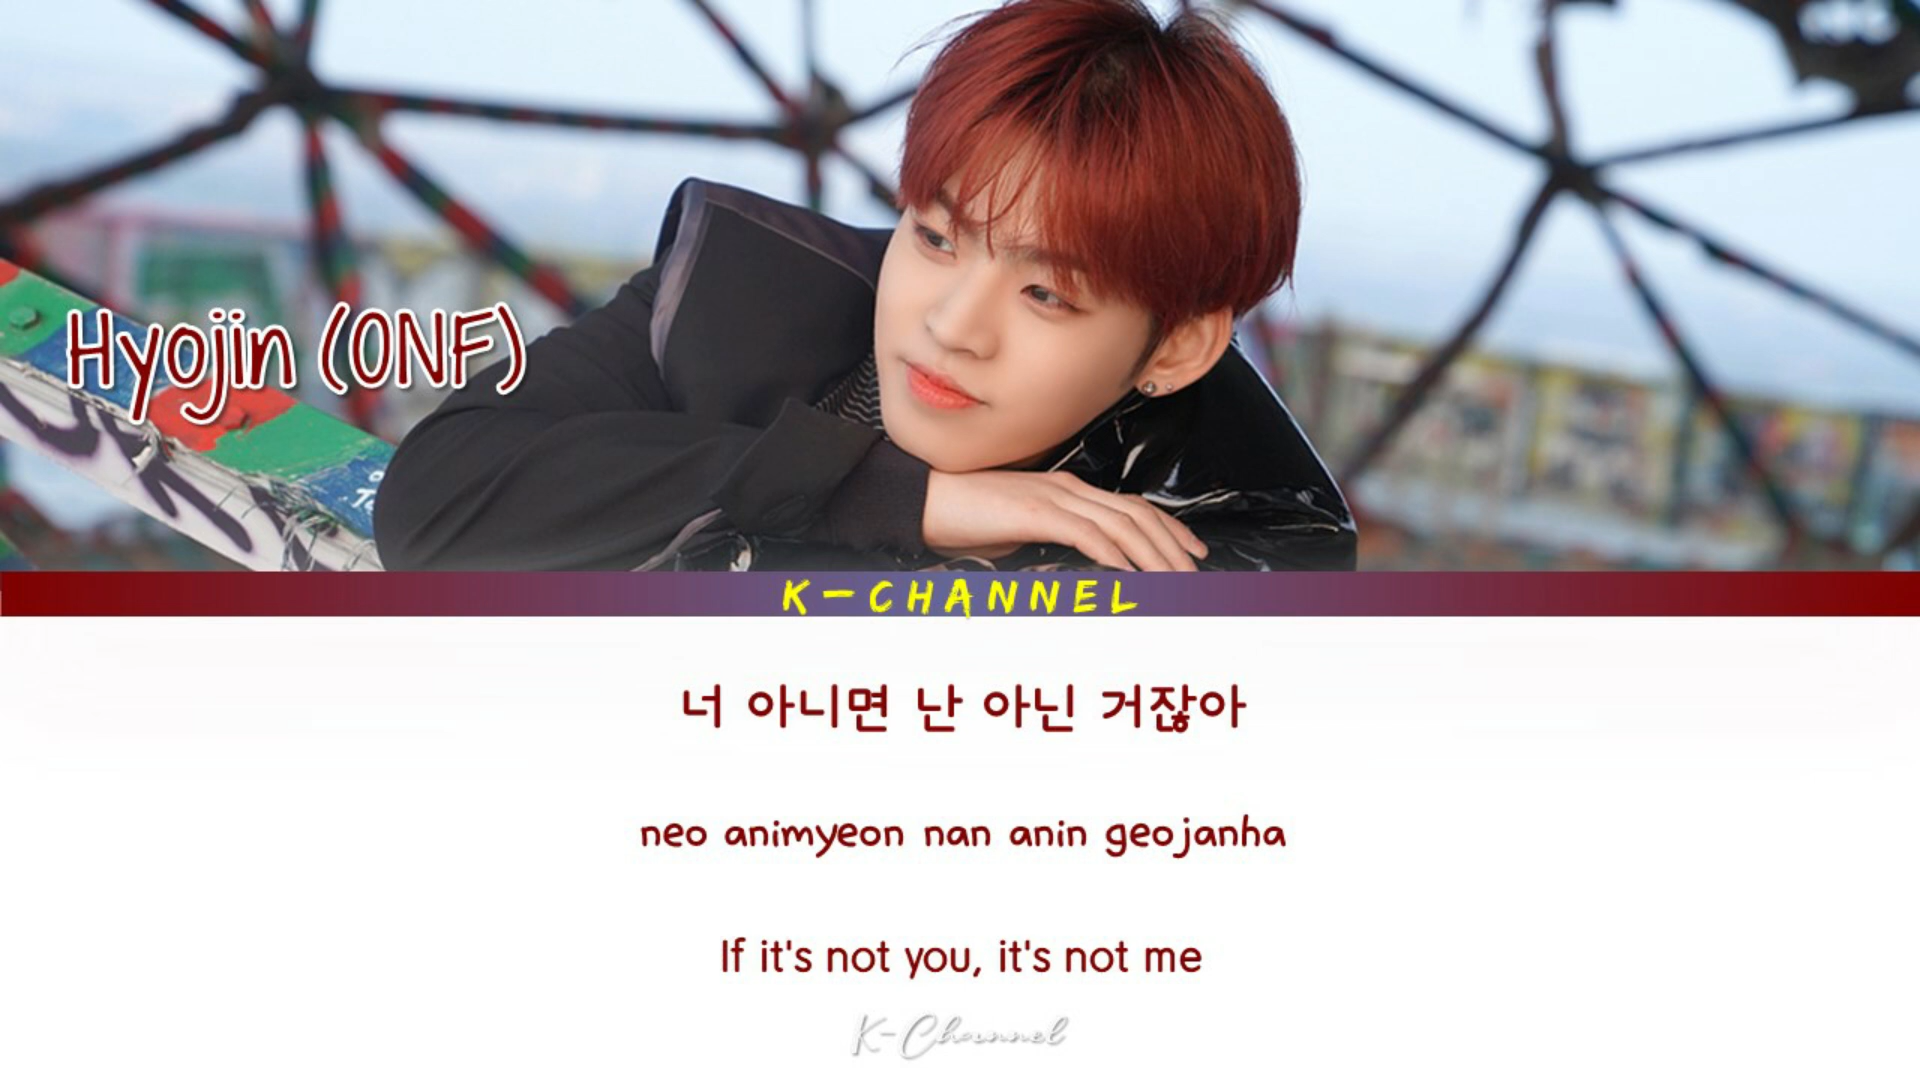 Hyojin (ONF)
K-CHANNEL
너 아니면 난 아닌 거잖아
neo animyeon nan anin geojanha
If it's not you, it's not me
K-Channel